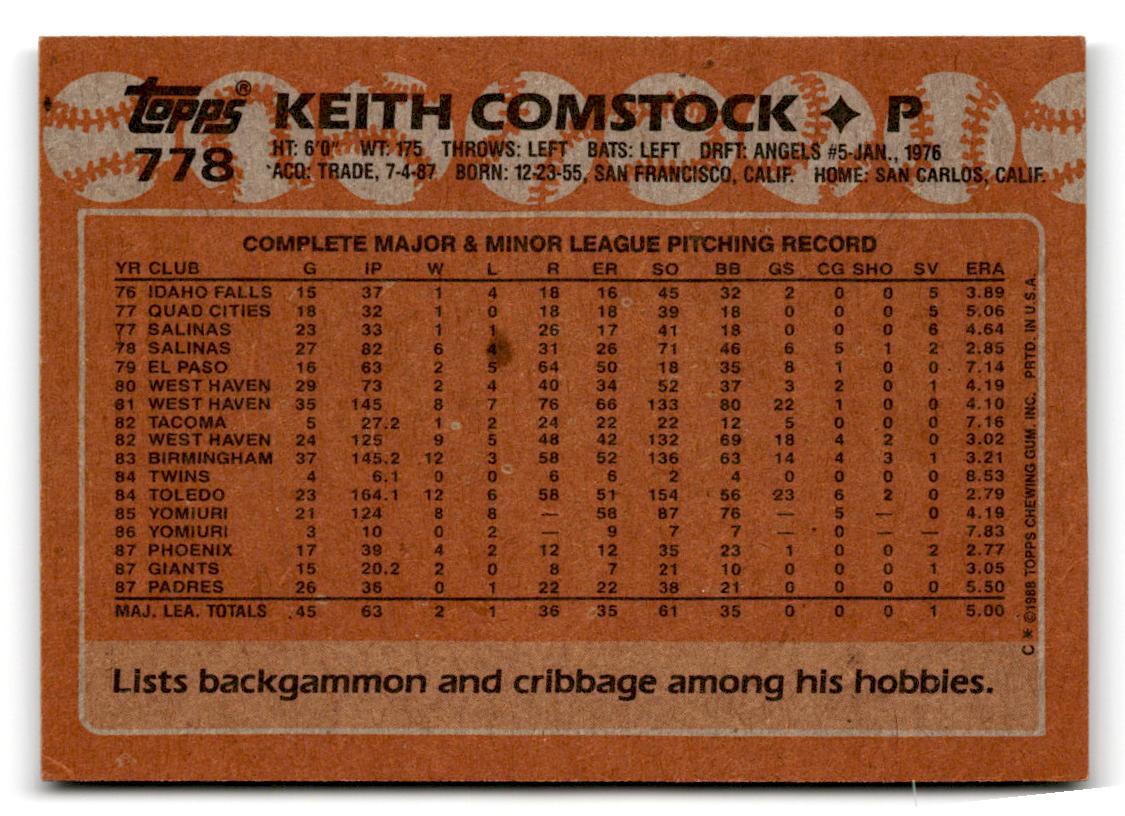 topps® KEITH COMSTOCK ✦ P
778 HT: 6'0" WT: 175 THROWS: LEFT BATS: LEFT DRFT: ANGELS #5-JAN., 1976
*ACQ: TRADE, 7-4-87 BORN: 12-23-55, SAN FRANCISCO, CALIF. HOME: SAN CARLOS, CALIF.
COMPLETE MAJOR & MINOR LEAGUE PITCHING RECORD
YR CLUB G IP W L R ER SO BB GS CG SHO SV ERA
76 IDAHO FALLS 15 37 1 4 18 16 45 32 2 0 0 5 3.89
77 QUAD CITIES 18 32 1 0 18 18 39 18 0 0 0 5 5.06
77 SALINAS 23 33 1 1 26 17 41 18 0 0 0 6 4.64
78 SALINAS 27 82 6 4 31 26 71 46 6 5 1 2 2.85
79 EL PASO 16 63 2 5 64 50 18 35 8 1 0 0 7.14
80 WEST HAVEN 29 73 2 4 40 34 52 37 3 2 0 1 4.19
81 WEST HAVEN 35 145 8 7 76 66 133 80 22 1 0 0 4.10
82 TACOMA 5 27.2 1 2 24 22 22 12 5 0 0 0 7.16
82 WEST HAVEN 24 125 9 5 48 42 132 69 18 4 2 0 3.02
83 BIRMINGHAM 37 145.2 12 3 58 52 136 63 14 4 3 1 3.21
84 TWINS 4 6.1 0 0 6 6 2 4 0 0 0 0 8.53
84 TOLEDO 23 164.1 12 6 58 51 154 56 23 6 2 0 2.79
85 YOMIURI 21 124 8 8 — 58 87 76 — 5 — 0 4.19
86 YOMIURI 3 10 0 2 — 9 7 7 — 0 — — 7.83
87 PHOENIX 17 39 4 2 12 12 35 23 1 0 0 2 2.77
87 GIANTS 15 20.2 2 0 8 7 21 10 0 0 0 1 3.05
87 PADRES 26 36 0 1 22 22 38 21 0 0 0 0 5.50
MAJ. LEA. TOTALS 45 63 2 1 36 35 61 35 0 0 0 1 5.00
Lists backgammon and cribbage among his hobbies.
C * ©1988 TOPPS CHEWING GUM, INC. PRTD. IN U.S.A.